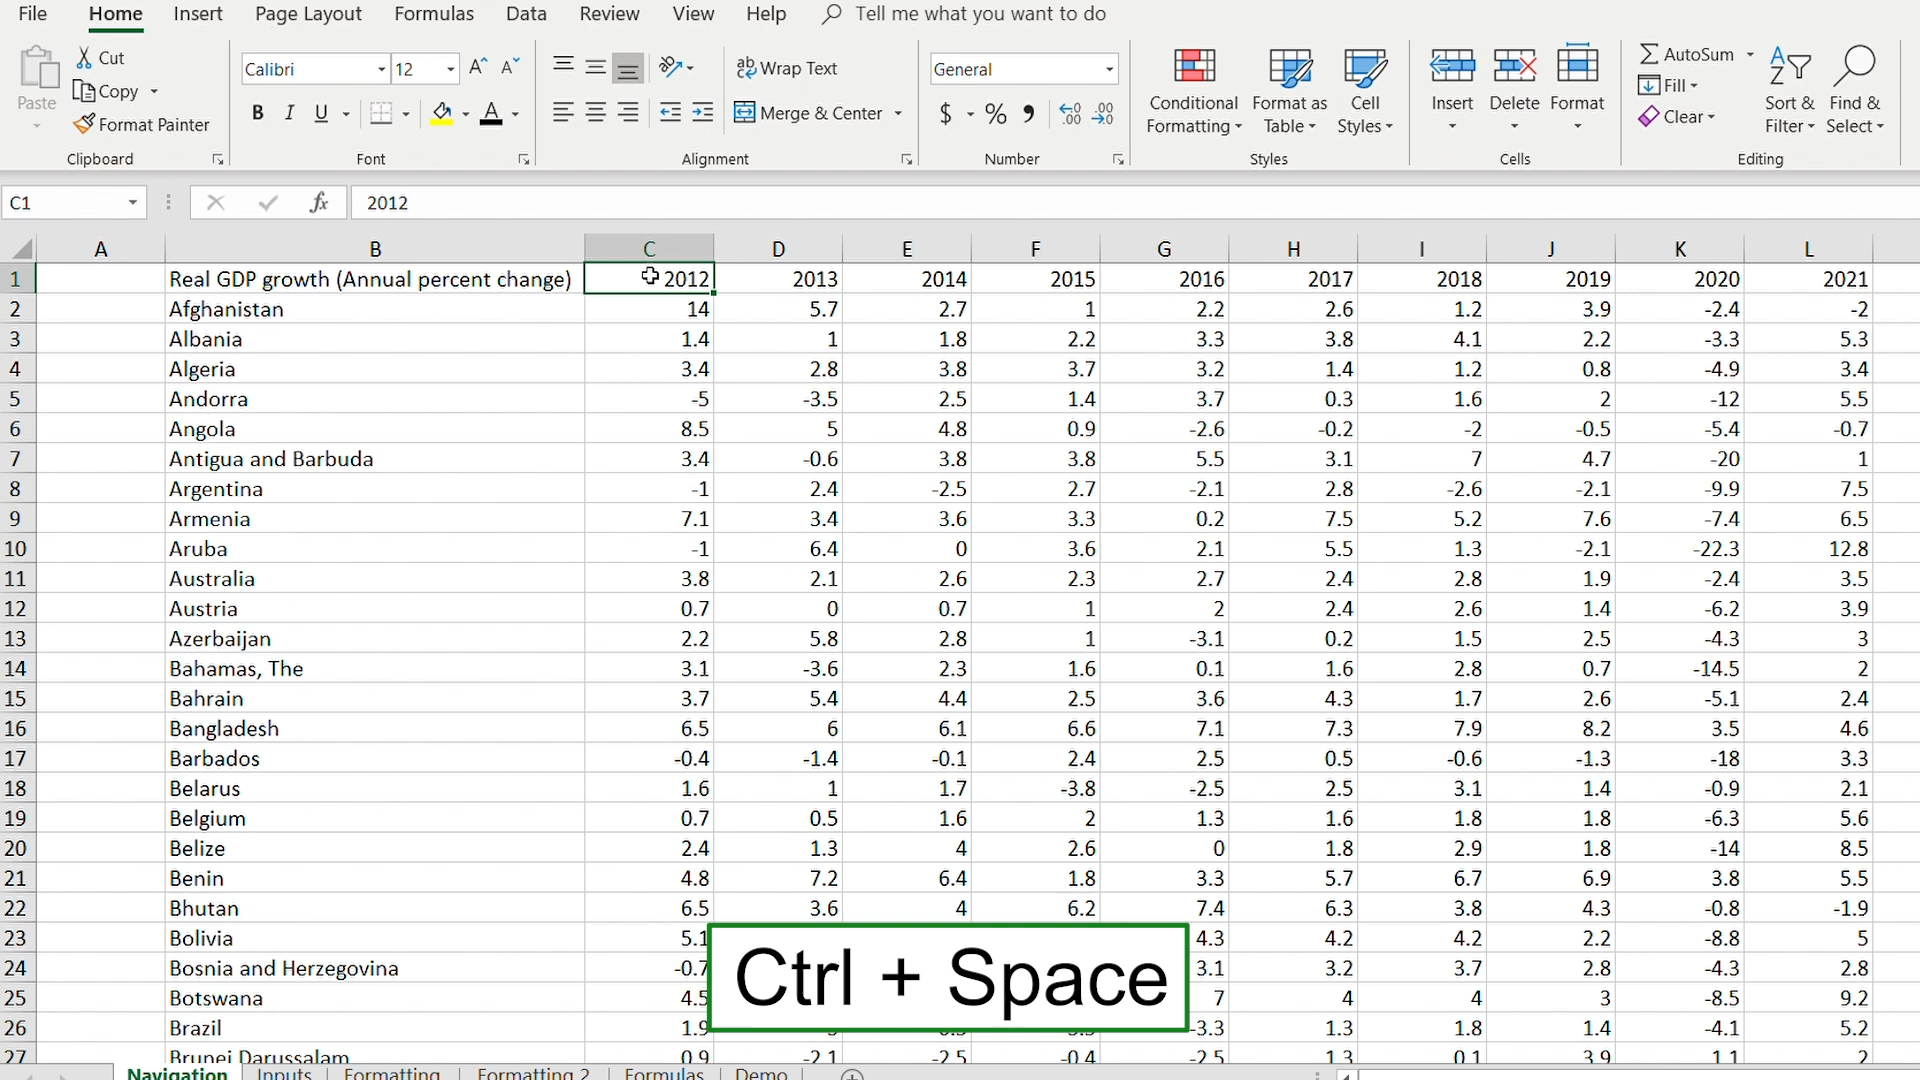 File Home Insert Page Layout Formulas Data Review View Help Tell me what you want to do
Paste Cut Copy Format Painter Clipboard
Calibri 12 A A B I U A Font
Wrap Text Merge & Center Alignment
General $ % Number
Conditional Formatting Format as Table Cell Styles Styles
Insert Delete Format Cells
AutoSum Fill Clear Sort & Filter Find & Select Editing
C1 fx 2012
A B C D E F G H I J K L
1 Real GDP growth (Annual percent change) 2012 2013 2014 2015 2016 2017 2018 2019 2020 2021
2 Afghanistan 14 5.7 2.7 1 2.2 2.6 1.2 3.9 -2.4 -2
3 Albania 1.4 1 1.8 2.2 3.3 3.8 4.1 2.2 -3.3 5.3
4 Algeria 3.4 2.8 3.8 3.7 3.2 1.4 1.2 0.8 -4.9 3.4
5 Andorra -5 -3.5 2.5 1.4 3.7 0.3 1.6 2 -12 5.5
6 Angola 8.5 5 4.8 0.9 -2.6 -0.2 -2 -0.5 -5.4 -0.7
7 Antigua and Barbuda 3.4 -0.6 3.8 3.8 5.5 3.1 7 4.7 -20 1
8 Argentina -1 2.4 -2.5 2.7 -2.1 2.8 -2.6 -2.1 -9.9 7.5
9 Armenia 7.1 3.4 3.6 3.3 0.2 7.5 5.2 7.6 -7.4 6.5
10 Aruba -1 6.4 0 3.6 2.1 5.5 1.3 -2.1 -22.3 12.8
11 Australia 3.8 2.1 2.6 2.3 2.7 2.4 2.8 1.9 -2.4 3.5
12 Austria 0.7 0 0.7 1 2 2.4 2.6 1.4 -6.2 3.9
13 Azerbaijan 2.2 5.8 2.8 1 -3.1 0.2 1.5 2.5 -4.3 3
14 Bahamas, The 3.1 -3.6 2.3 1.6 0.1 1.6 2.8 0.7 -14.5 2
15 Bahrain 3.7 5.4 4.4 2.5 3.6 4.3 1.7 2.6 -5.1 2.4
16 Bangladesh 6.5 6 6.1 6.6 7.1 7.3 7.9 8.2 3.5 4.6
17 Barbados -0.4 -1.4 -0.1 2.4 2.5 0.5 -0.6 -1.3 -18 3.3
18 Belarus 1.6 1 1.7 -3.8 -2.5 2.5 3.1 1.4 -0.9 2.1
19 Belgium 0.7 0.5 1.6 2 1.3 1.6 1.8 1.8 -6.3 5.6
20 Belize 2.4 1.3 4 2.6 0 1.8 2.9 1.8 -14 8.5
21 Benin 4.8 7.2 6.4 1.8 3.3 5.7 6.7 6.9 3.8 5.5
22 Bhutan 6.5 3.6 4 6.2 7.4 6.3 3.8 4.3 -0.8 -1.9
23 Bolivia 5.1 4.3 4.2 4.2 2.2 -8.8 5
24 Bosnia and Herzegovina -0.7 3.1 3.2 3.7 2.8 -4.3 2.8
25 Botswana 4.5 7 4 4 3 -8.5 9.2
26 Brazil 1.9 -3.3 1.3 1.8 1.4 -4.1 5.2
27 Brunei Darussalam 0.9 -2.1 -2.5 -0.4 -2.5 1.3 0.1 3.9 1.1 2
Ctrl + Space
Navigation Inputs Formatting Formatting 2 Formulas Demo